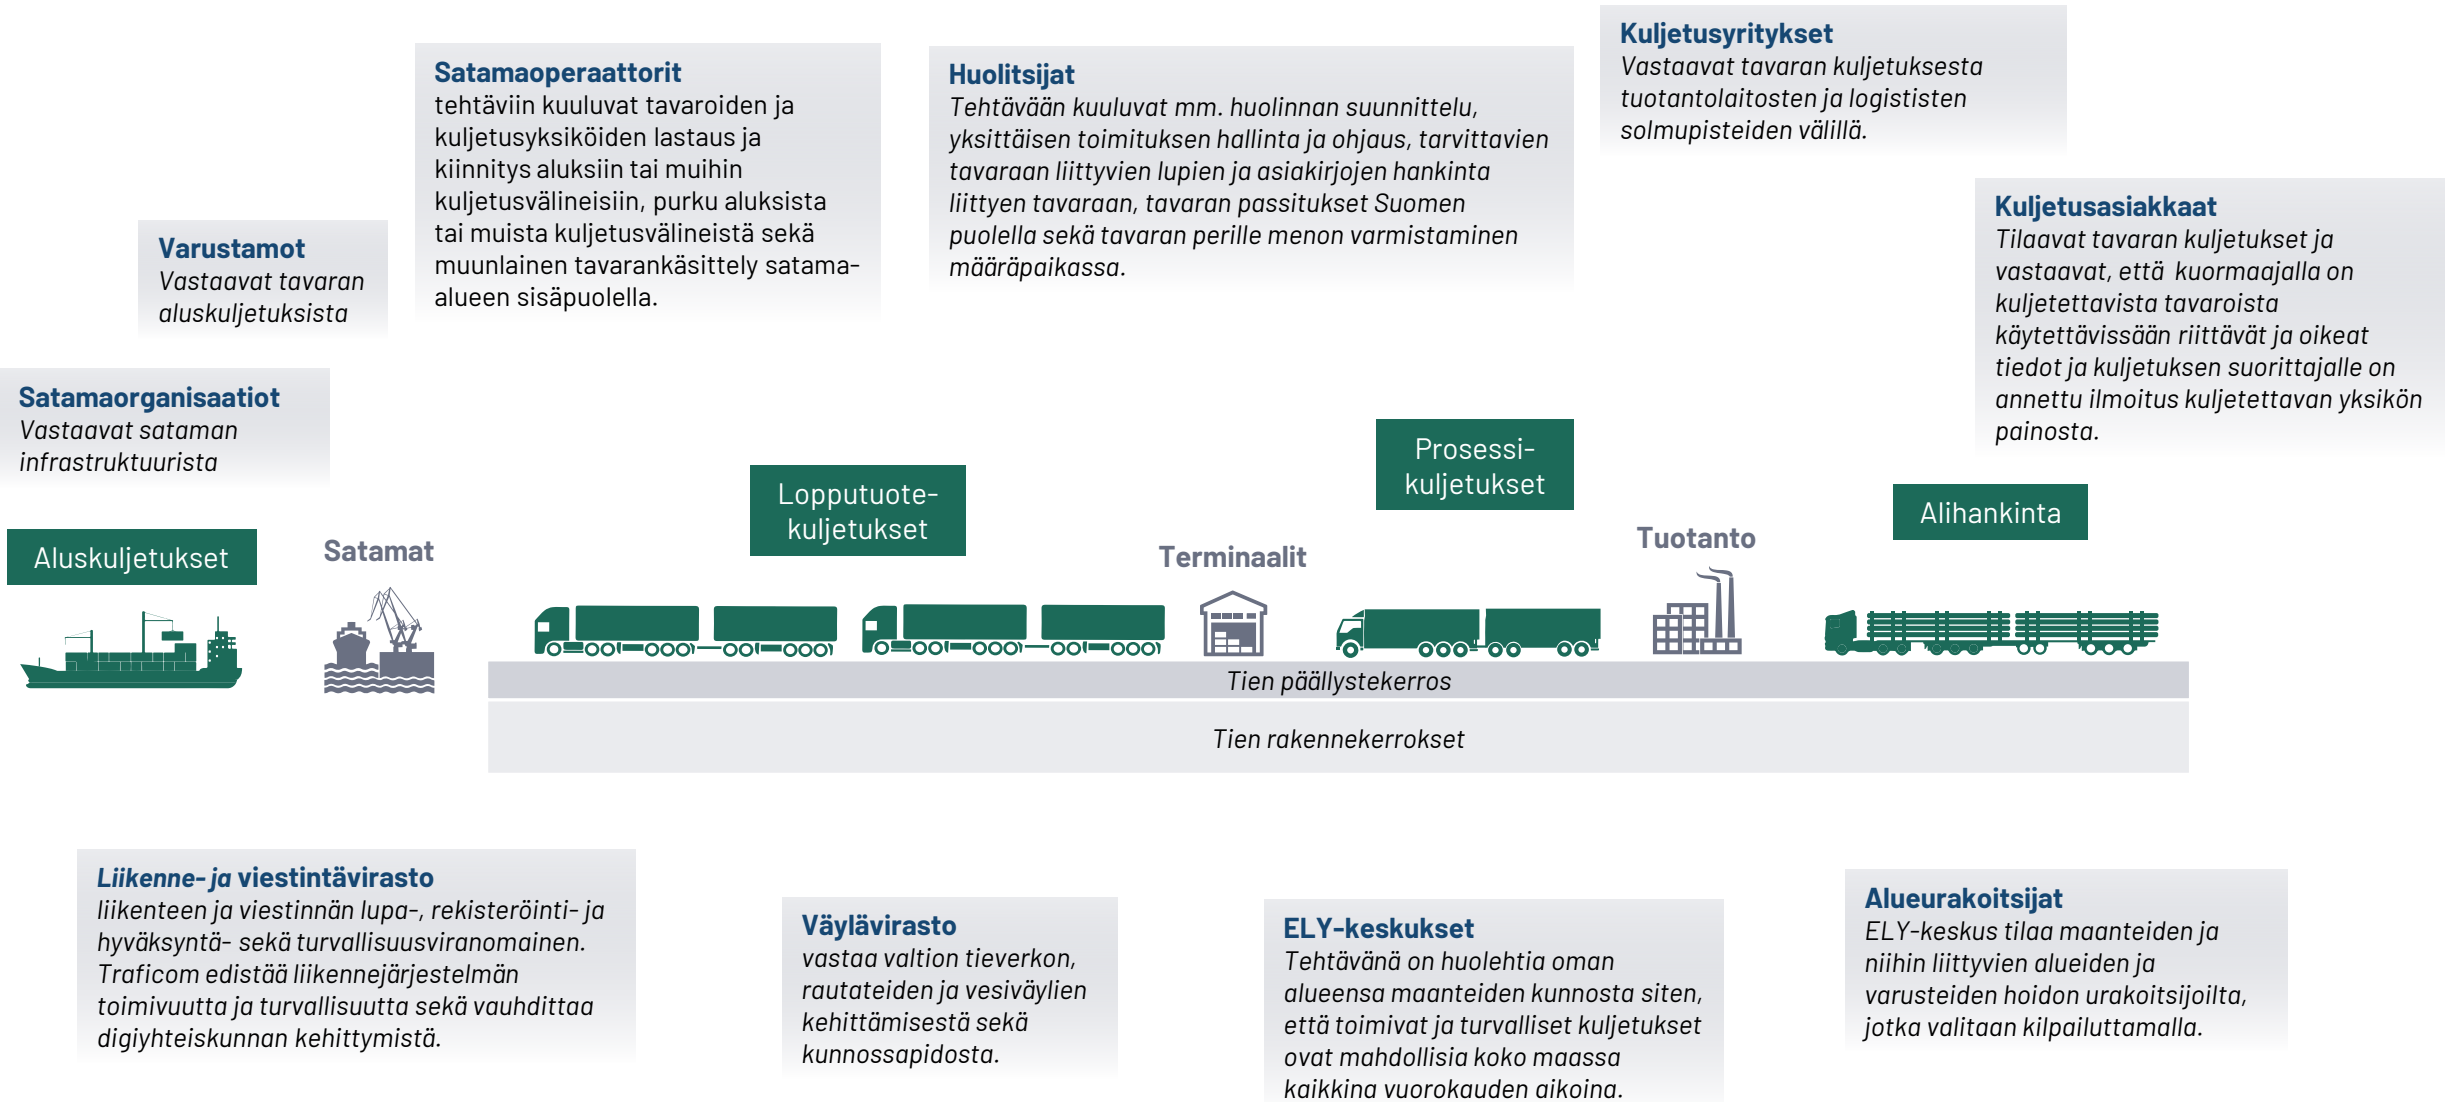 Kuljetusyritykset
Vastaavat tavaran kuljetuksesta
tuotantolaitosten ja logististen
solmupisteiden välillä.
Satamaoperaattorit
tehtäviin kuuluvat tavaroiden ja
kuljetusyksiköiden lastaus ja
kiinnitys aluksiin tai muihin
kuljetusvälineisiin, purku aluksista
tai muista kuljetusvälineistä sekä
muunlainen tavarankäsittely satama-
alueen sisäpuolella.
Huolitsijat
Tehtävään kuuluvat mm. huolinnan suunnittelu,
yksittäisen toimituksen hallinta ja ohjaus, tarvittavien
tavaraan liittyvien lupien ja asiakirjojen hankinta
liittyen tavaraan, tavaran passitukset Suomen
puolella sekä tavaran perille menon varmistaminen
määräpaikassa.
Kuljetusasiakkaat
Tilaavat tavaran kuljetukset ja
vastaavat, että kuormaajalla on
kuljetettavista tavaroista
käytettävissään riittävät ja oikeat
tiedot ja kuljetuksen suorittajalle on
annettu ilmoitus kuljetettavan yksikön
painosta.
Varustamot
Vastaavat tavaran
aluskuljetuksista
Satamaorganisaatiot
Vastaavat sataman
infrastruktuurista
Aluskuljetukset
Satamat
Lopputuote-
kuljetukset
Terminaalit
Prosessi-
kuljetukset
Tuotanto
Alihankinta
Tien päällystekerros
Tien rakennekerrokset
Liikenne- ja viestintävirasto
liikenteen ja viestinnän lupa-, rekisteröinti- ja
hyväksyntä- sekä turvallisuusviranomainen.
Traficom edistää liikennejärjestelmän
toimivuutta ja turvallisuutta sekä vauhdittaa
digiyhteiskunnan kehittymistä.
Väylävirasto
vastaa valtion tieverkon,
rautateiden ja vesiväylien
kehittämisestä sekä
kunnossapidosta.
ELY-keskukset
Tehtävänä on huolehtia oman
alueensa maanteiden kunnosta siten,
että toimivat ja turvalliset kuljetukset
ovat mahdollisia koko maassa
kaikkina vuorokauden aikoina.
Alueurakoitsijat
ELY-keskus tilaa maanteiden ja
niihin liittyvien alueiden ja
varusteiden hoidon urakoitsijoilta,
jotka valitaan kilpailuttamalla.